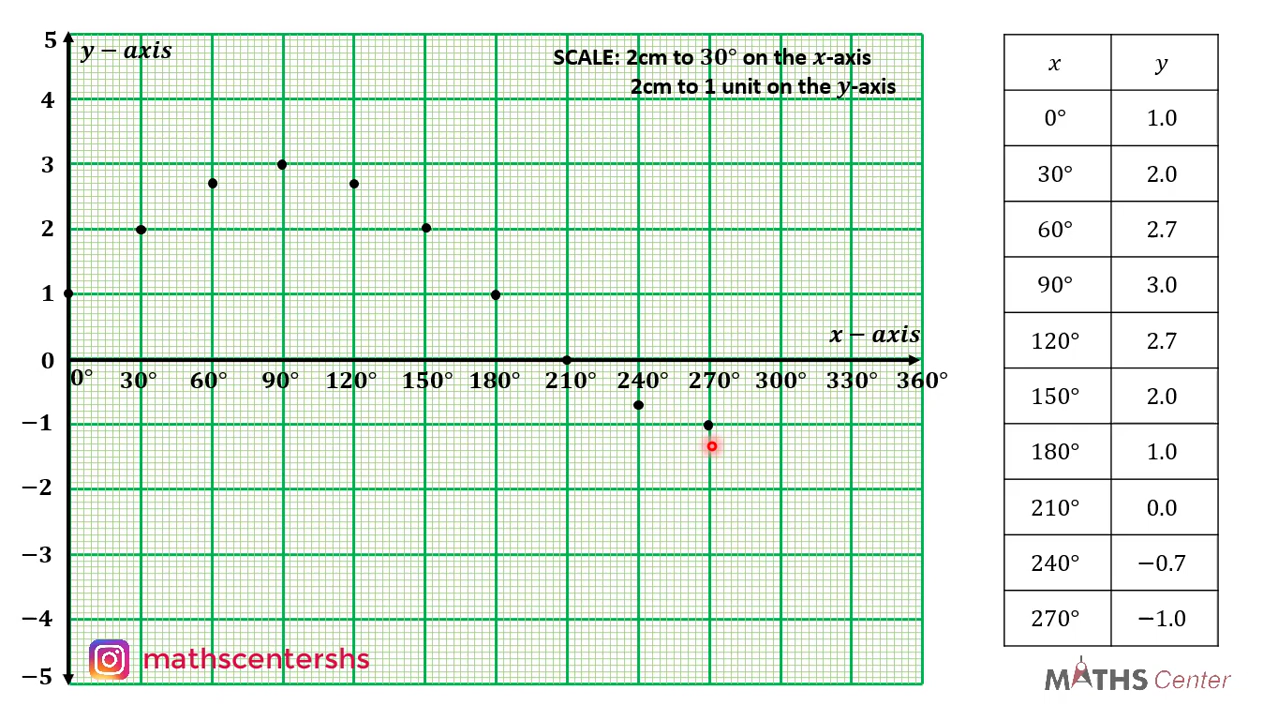 5
y – axis
SCALE: 2cm to 30° on the x-axis
2cm to 1 unit on the y-axis
4
3
2
1
x – axis
0
0° 30° 60° 90° 120° 150° 180° 210° 240° 270° 300° 330° 360°
−1
−2
−3
−4
−5
mathscentershs
x y
0° 1.0
30° 2.0
60° 2.7
90° 3.0
120° 2.7
150° 2.0
180° 1.0
210° 0.0
240° −0.7
270° −1.0
MATHS Center